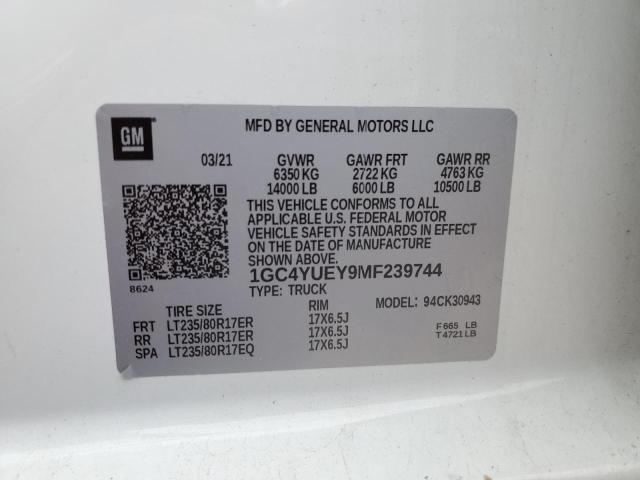 GM
MFD BY GENERAL MOTORS LLC
03/21 GVWR GAWR FRT GAWR RR
6350 KG 2722 KG 4763 KG
14000 LB 6000 LB 10500 LB
THIS VEHICLE CONFORMS TO ALL
APPLICABLE U.S. FEDERAL MOTOR
VEHICLE SAFETY STANDARDS IN EFFECT
ON THE DATE OF MANUFACTURE
SHOWN ABOVE.
1GC4YUEY9MF239744
8624
TYPE: TRUCK MODEL: 94CK30943
TIRE SIZE RIM
FRT LT235/80R17ER 17X6.5J F 665 LB
RR LT235/80R17ER 17X6.5J T 4721 LB
SPA LT235/80R17EQ 17X6.5J